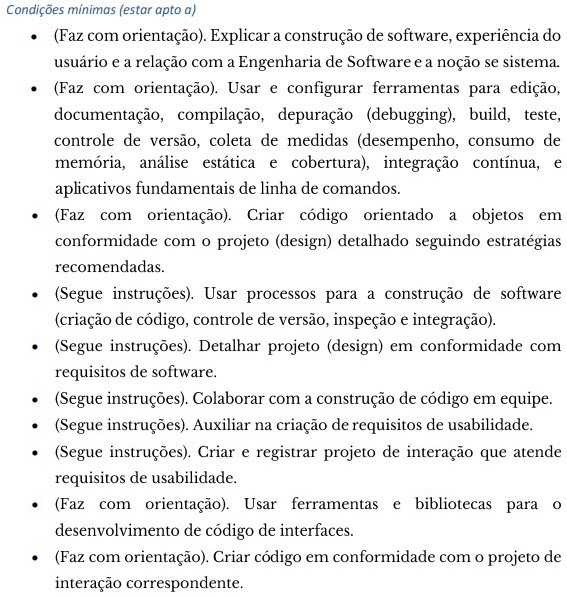 Condições mínimas (estar apto a)
• (Faz com orientação). Explicar a construção de software, experiência do
usuário e a relação com a Engenharia de Software e a noção se sistema.
• (Faz com orientação). Usar e configurar ferramentas para edição,
documentação, compilação, depuração (debugging), build, teste,
controle de versão, coleta de medidas (desempenho, consumo de
memória, análise estática e cobertura), integração contínua, e
aplicativos fundamentais de linha de comandos.
• (Faz com orientação). Criar código orientado a objetos em
conformidade com o projeto (design) detalhado seguindo estratégias
recomendadas.
• (Segue instruções). Usar processos para a construção de software
(criação de código, controle de versão, inspeção e integração).
• (Segue instruções). Detalhar projeto (design) em conformidade com
requisitos de software.
• (Segue instruções). Colaborar com a construção de código em equipe.
• (Segue instruções). Auxiliar na criação de requisitos de usabilidade.
• (Segue instruções). Criar e registrar projeto de interação que atende
requisitos de usabilidade.
• (Faz com orientação). Usar ferramentas e bibliotecas para o
desenvolvimento de código de interfaces.
• (Faz com orientação). Criar código em conformidade com o projeto de
interação correspondente.